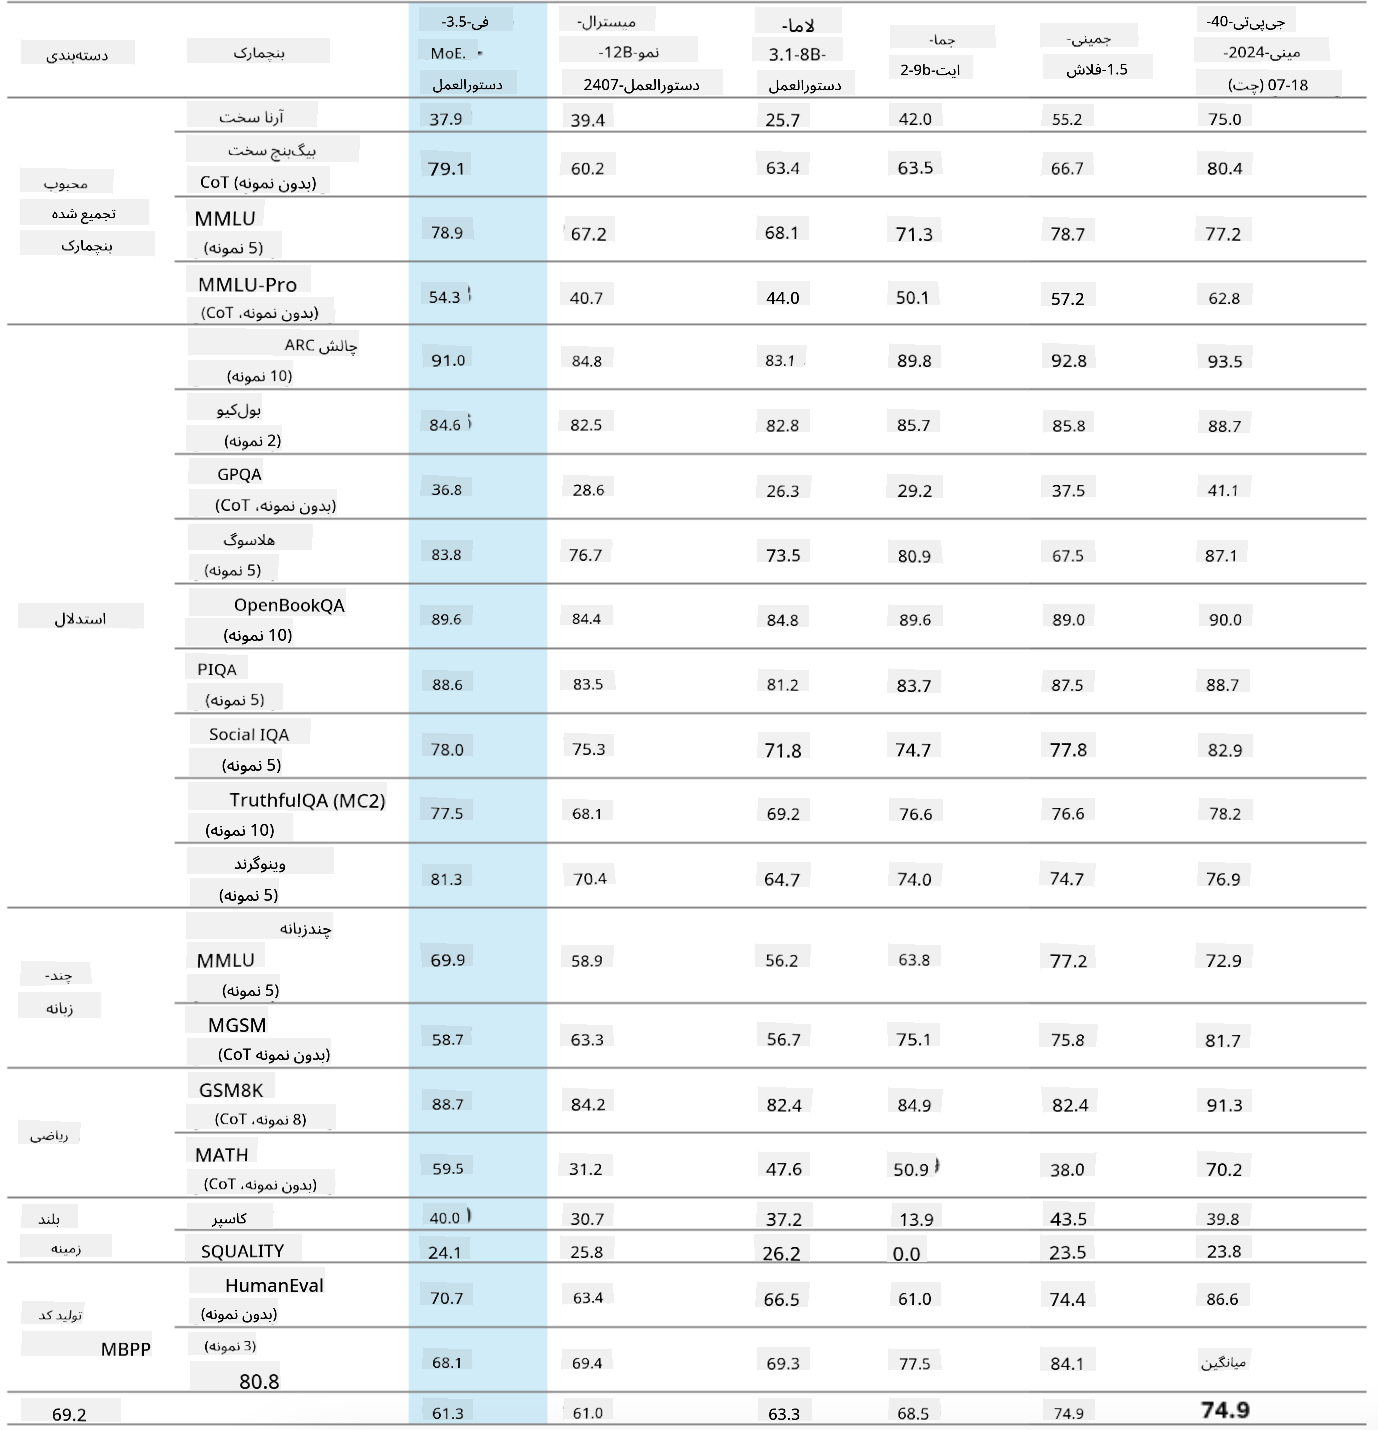 دسته‌بندی
بنچمارک
فی-3.5-
MoE.
دستورالعمل
میسترال-
نمو-12B-
دستورالعمل-2407
لاما-
3.1-8B-
دستورالعمل
جما-
2-9b-ایت
جمینی-
1.5-فلاش
جی‌پی‌تی-4o-
مینی-2024-
07-18 (چت)
محبوب
تجمیع شده
بنچمارک
آرنا سخت
37.9 39.4 25.7 42.0 55.2 75.0
بیگ‌بنچ سخت
CoT (بدون نمونه)
79.1 60.2 63.4 63.5 66.7 80.4
MMLU
(5 نمونه)
78.9 67.2 68.1 71.3 78.7 77.2
MMLU-Pro
(بدون نمونه، CoT)
54.3 40.7 44.0 50.1 57.2 62.8
استدلال
چالش ARC
(10 نمونه)
91.0 84.8 83.1 89.8 92.8 93.5
بول‌کیو
(2 نمونه)
84.6 82.5 82.8 85.7 85.8 88.7
GPQA
(بدون نمونه، CoT)
36.8 28.6 26.3 29.2 37.5 41.1
هلاسوگ
(5 نمونه)
83.8 76.7 73.5 80.9 67.5 87.1
OpenBookQA
(10 نمونه)
89.6 84.4 84.8 89.6 89.0 90.0
PIQA
(5 نمونه)
88.6 83.5 81.2 83.7 87.5 88.7
Social IQA
(5 نمونه)
78.0 75.3 71.8 74.7 77.8 82.9
TruthfulQA (MC2)
(10 نمونه)
77.5 68.1 69.2 76.6 76.6 78.2
وینوگرند
(5 نمونه)
81.3 70.4 64.7 74.0 74.7 76.9
چند-
زبانه
چندزبانه
MMLU
(5 نمونه)
69.9 58.9 56.2 63.8 77.2 72.9
MGSM
(بدون نمونه CoT)
58.7 63.3 56.7 75.1 75.8 81.7
ریاضی
GSM8K
(8 نمونه، CoT)
88.7 84.2 82.4 84.9 82.4 91.3
MATH
(بدون نمونه، CoT)
59.5 31.2 47.6 50.9 38.0 70.2
بلند
زمینه
کاسپر
40.0 30.7 37.2 13.9 43.5 39.8
SQUALITY
24.1 25.8 26.2 0.0 23.5 23.8
تولید کد
HumanEval
(بدون نمونه)
70.7 63.4 66.5 61.0 74.4 86.6
MBPP
(3 نمونه)
80.8
68.1 69.4 69.3 77.5 84.1 میانگین
69.2 61.3 61.0 63.3 68.5 74.9 74.9